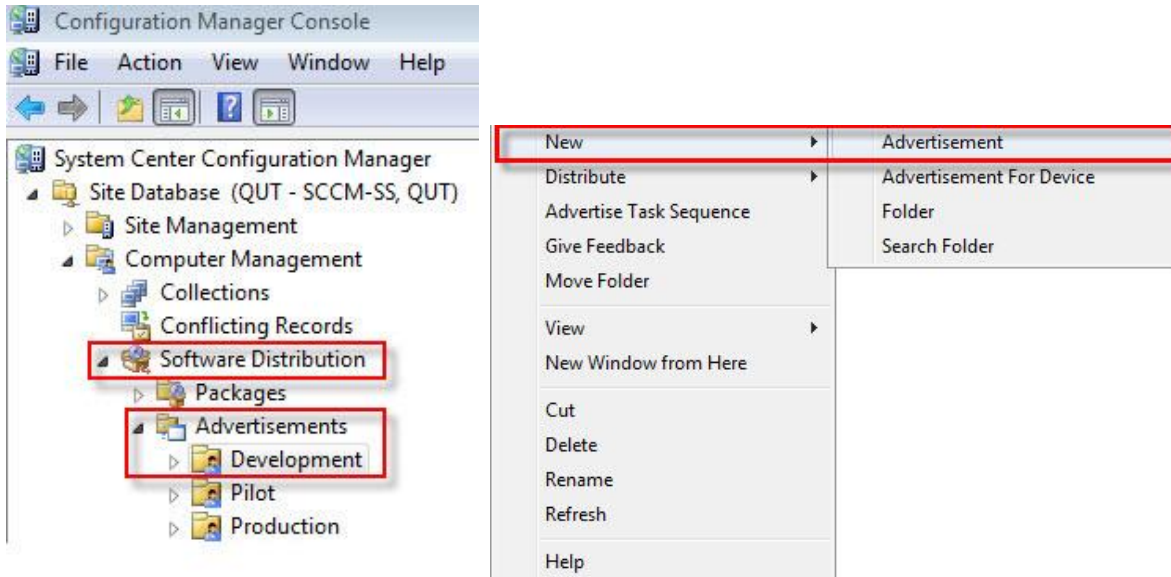 Configuration Manager Console
File Action View Window Help
System Center Configuration Manager
Site Database (QUT - SCCM-SS, QUT)
Site Management
Computer Management
Collections
Conflicting Records
Software Distribution
Packages
Advertisements
Development
Pilot
Production
New
Distribute
Advertise Task Sequence
Give Feedback
Move Folder
View
New Window from Here
Cut
Delete
Rename
Refresh
Help
Advertisement
Advertisement For Device
Folder
Search Folder